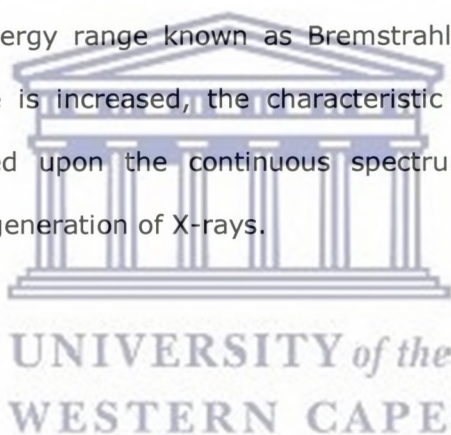 ergy range known as Bremstrahl
is increased, the characteristic
ed upon the continuous spectru
generation of X-rays.
UNIVERSITY of the
WESTERN CAPE